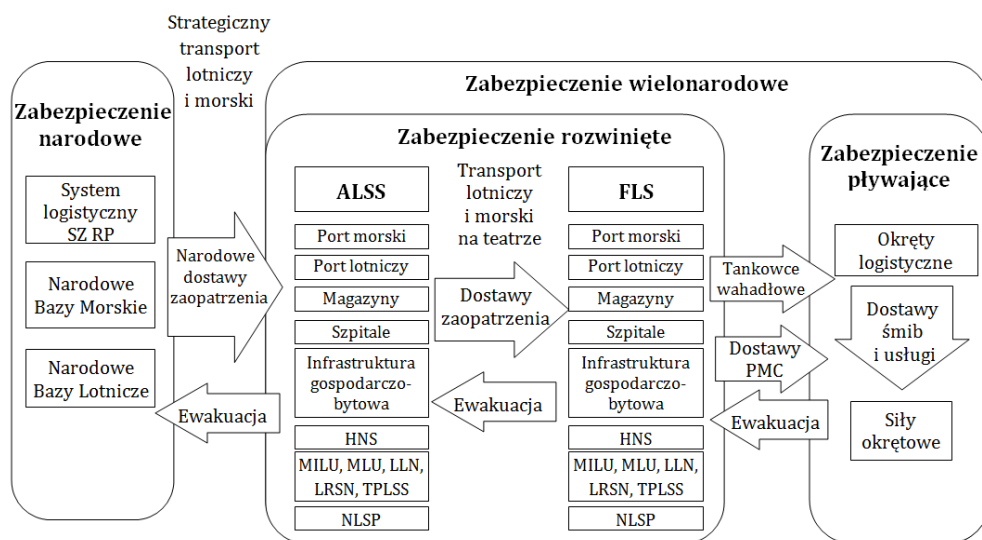 Strategiczny
transport
lotniczy
i morski
Zabezpieczenie
narodowe
System
logistyczny
SZ RP
Narodowe
Bazy Morskie
Narodowe
Bazy Lotnicze
Narodowe
dostawy
zaopatrzenia
Ewakuacja
Zabezpieczenie wielonarodowe
Zabezpieczenie rozwinięte
ALSS
Port morski
Port lotniczy
Magazyny
Szpitale
Infrastruktura
gospodarczo-
bytowa
HNS
MILU, MLU, LLN,
LRSN, TPLSS
NLSP
Transport
lotniczy
i morski
na teatrze
Dostawy
zaopatrzenia
Ewakuacja
FLS
Port morski
Port lotniczy
Magazyny
Szpitale
Infrastruktura
gospodarczo-
bytowa
HNS
MILU, MLU, LLN,
LRSN, TPLSS
NLSP
Tankowce
wahadłowe
Dostawy
PMC
Ewakuacja
Zabezpieczenie
pływające
Okręty
logistyczne
Dostawy
śmib
i usługi
Siły
okrętowe